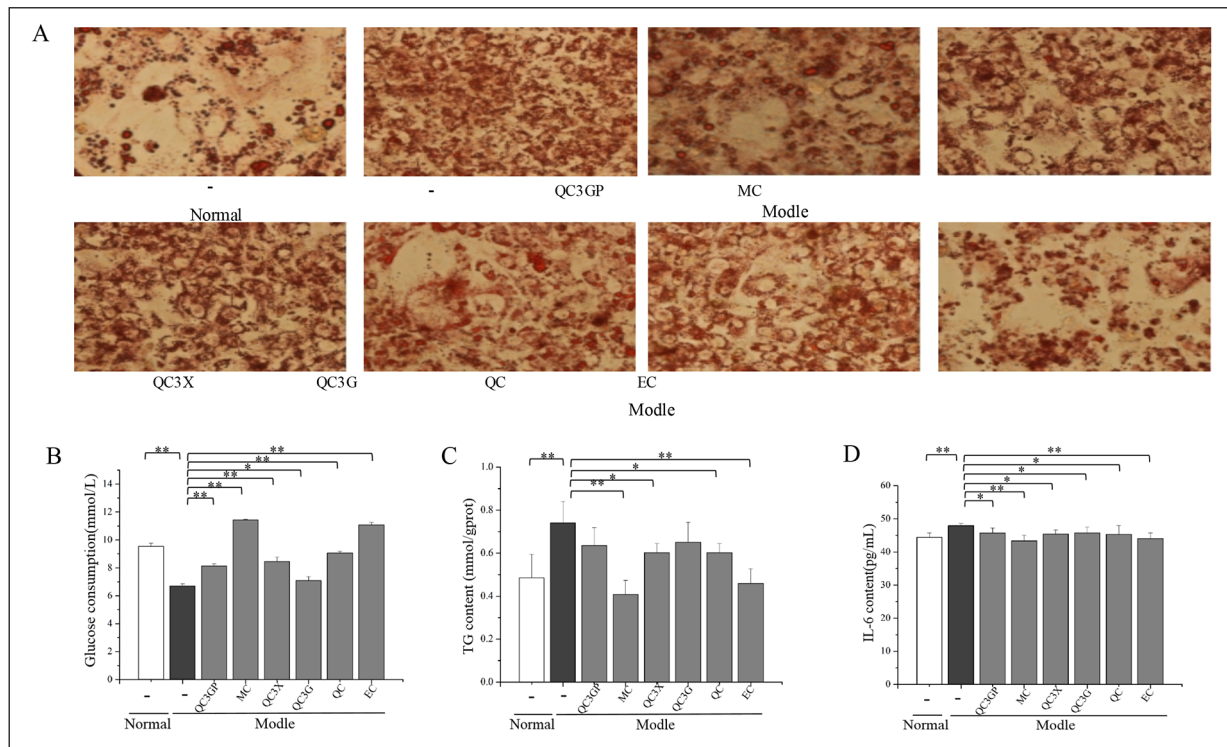 A
- - QC3GP MC
Normal Modle
QC3X QC3G QC EC
Modle
B
Glucose consumption(mmol/L)
16
14
12
10
8
6
4
2
0
**
**
**
*
**
**
**
- - QC3GP MC QC3X QC3G QC EC
Normal Modle
C
TG content (mmol/gprot)
1.0
0.8
0.6
0.4
0.2
0.0
**
**
*
*
**
- - QC3GP MC QC3X QC3G QC EC
Normal Modle
D
IL-6 content(pg/mL)
60
50
40
30
20
10
0
**
**
*
*
*
**
*
- - QC3GP MC QC3X QC3G QC EC
Normal Modle